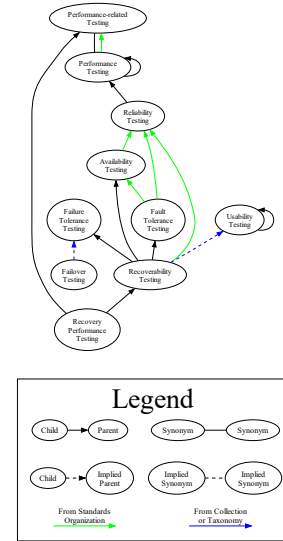 Performance-related
Testing
Performance
Testing
Reliability
Testing
Availability
Testing
Failure
Tolerance
Testing
Fault
Tolerance
Testing
Usability
Testing
Failover
Testing
Recoverability
Testing
Recovery
Performance
Testing
Legend
Child
Parent
Synonym
Synonym
Child
Implied
Parent
Implied
Synonym
Implied
Synonym
From Standards
Organization
From Collection
or Taxonomy